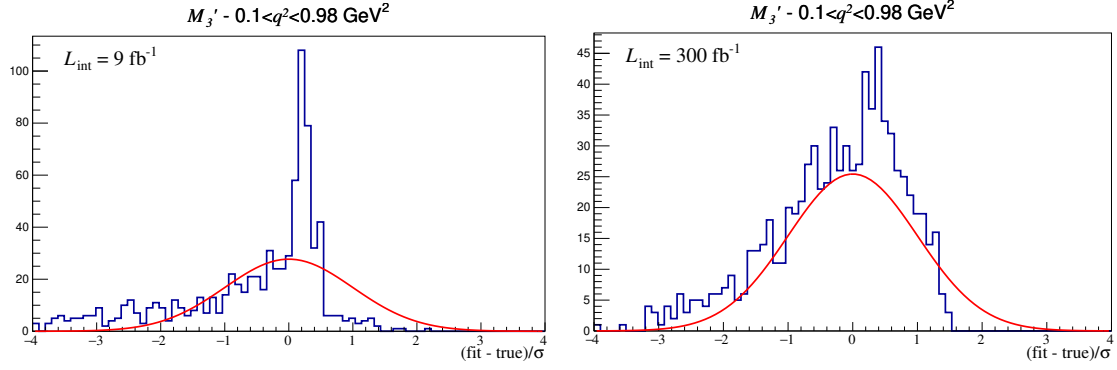 M₃′ - 0.1<q²<0.98 GeV²
L_int = 9 fb⁻¹
100
80
60
40
20
0
−4 −3 −2 −1 0 1 2 3 4
(fit - true)/σ
M₃′ - 0.1<q²<0.98 GeV²
L_int = 300 fb⁻¹
45
40
35
30
25
20
15
10
5
0
−4 −3 −2 −1 0 1 2 3 4
(fit - true)/σ